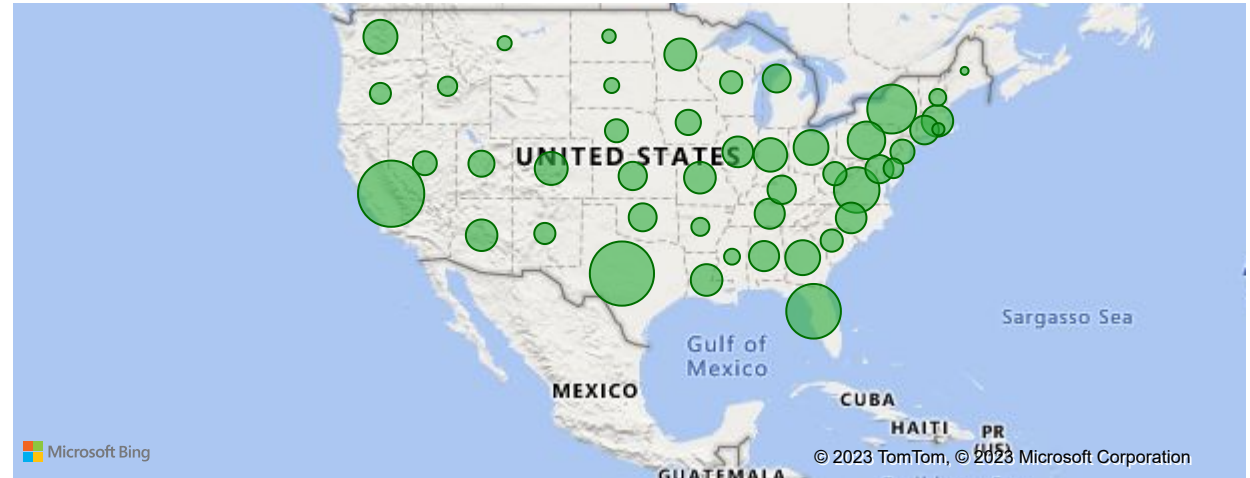 UNITED STATES
Sargasso Sea
Gulf of
Mexico
MEXICO
CUBA
HAITI
PR
(US)
Microsoft Bing
© 2023 TomTom, © 2023 Microsoft Corporation
GUATEMALA